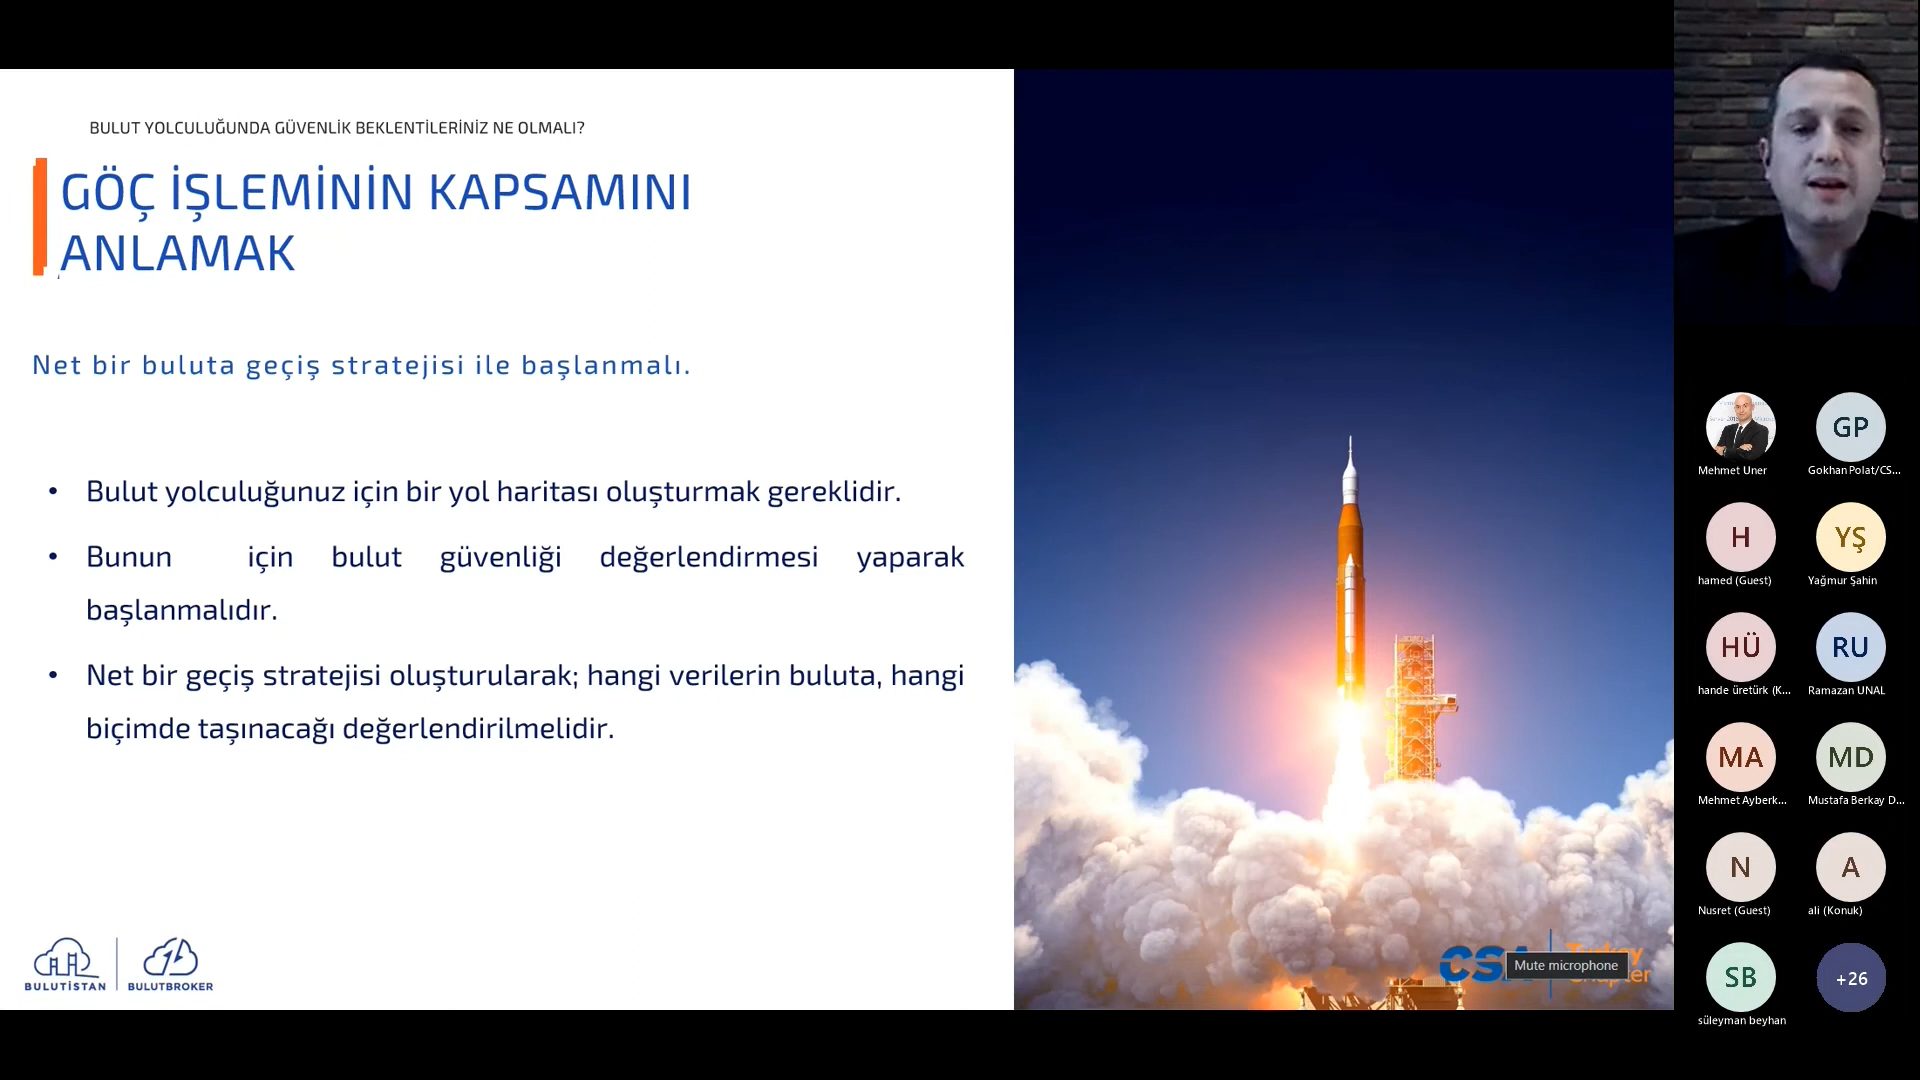 BULUT YOLCULUĞUNDA GÜVENLİK BEKLENTİLERİNİZ NE OLMALI?
GÖÇ İŞLEMİNİN KAPSAMINI
ANLAMAK
Net bir buluta geçiş stratejisi ile başlanmalı.
• Bulut yolculuğunuz için bir yol haritası oluşturmak gereklidir.
• Bunun için bulut güvenliği değerlendirmesi yaparak
başlanmalıdır.
• Net bir geçiş stratejisi oluşturularak; hangi verilerin buluta, hangi
biçimde taşınacağı değerlendirilmelidir.
BULUTİSTAN
BULUTBROKER
Mute microphone
Mehmet Uner
GP
Gokhan Polat/CS...
H
hamed (Guest)
YŞ
Yağmur Şahin
HÜ
hande üretürk (K...
RU
Ramazan UNAL
MA
Mehmet Ayberk...
MD
Mustafa Berkay D...
N
Nusret (Guest)
A
ali (Konuk)
SB
süleyman beyhan
+26